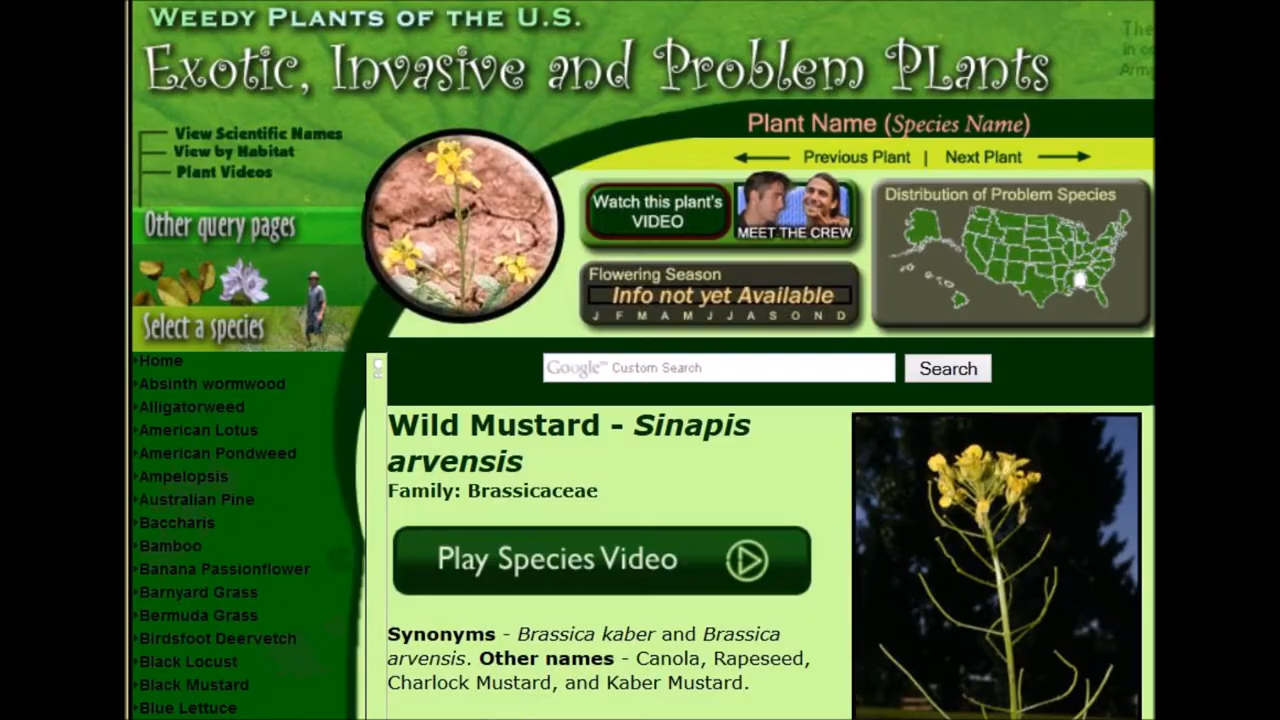 WEEDY PLANTS OF THE U.S.
Exotic, Invasive and Problem PLants
The
in
View Scientific Names
View by Habitat
Plant Videos
Other query pages
Select a species
Plant Name (Species Name)
Previous Plant | Next Plant
Watch this plant's
VIDEO
MEET THE CREW
Flowering Season
Info not yet Available
J F M A M J J A S O N D
Distribution of Problem Species
Google™ Custom Search
Search
Home
Absinth wormwood
Alligatorweed
American Lotus
American Pondweed
Ampelopsis
Australian Pine
Baccharis
Bamboo
Banana Passionflower
Barnyard Grass
Bermuda Grass
Birdsfoot Deervetch
Black Locust
Black Mustard
Blue Lettuce
Wild Mustard - Sinapis
arvensis
Family: Brassicaceae
Play Species Video
Synonyms - Brassica kaber and Brassica
arvensis. Other names - Canola, Rapeseed,
Charlock Mustard, and Kaber Mustard.